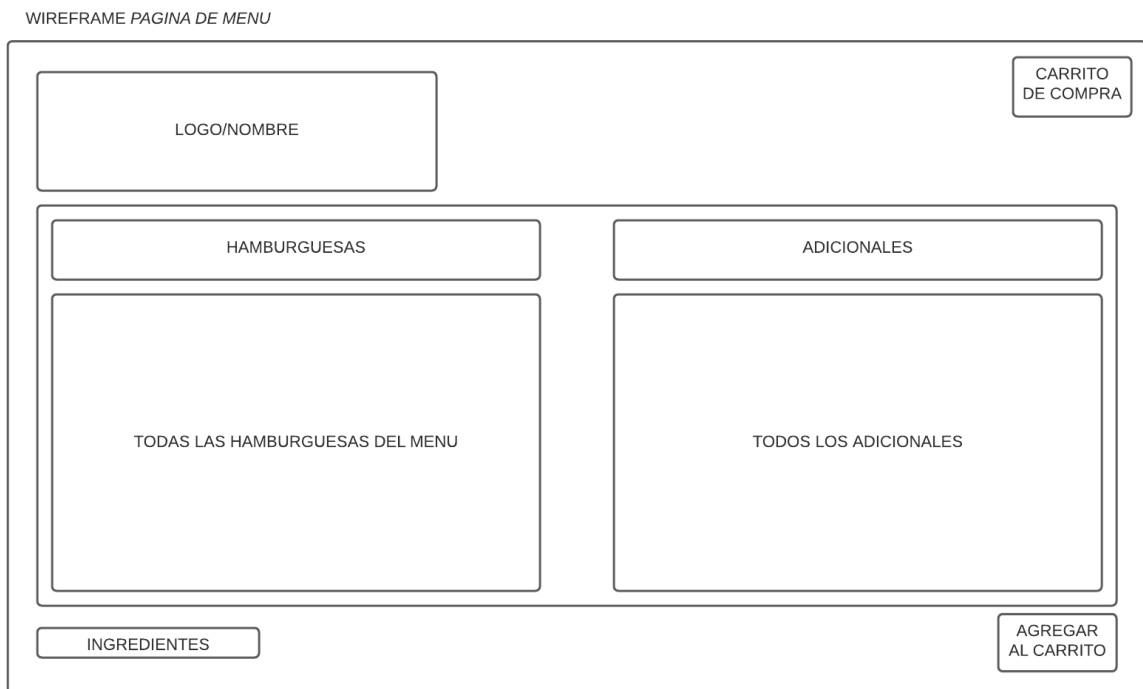 WIREFRAME PAGINA DE MENU
CARRITO
DE COMPRA
LOGO/NOMBRE
HAMBURGUESAS
ADICIONALES
TODAS LAS HAMBURGUESAS DEL MENU
TODOS LOS ADICIONALES
INGREDIENTES
AGREGAR
AL CARRITO